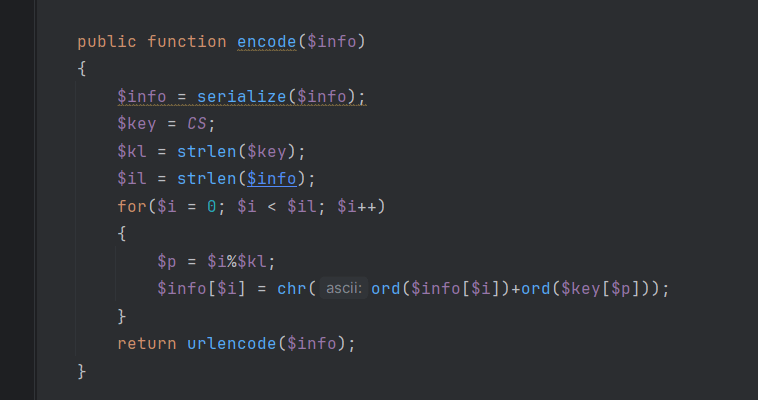 public function encode($info)
{
$info = serialize($info);
$key = CS;
$kl = strlen($key);
$il = strlen($info);
for($i = 0; $i < $il; $i++)
{
$p = $i%$kl;
$info[$i] = chr( ascii: ord($info[$i])+ord($key[$p]));
}
return urlencode($info);
}